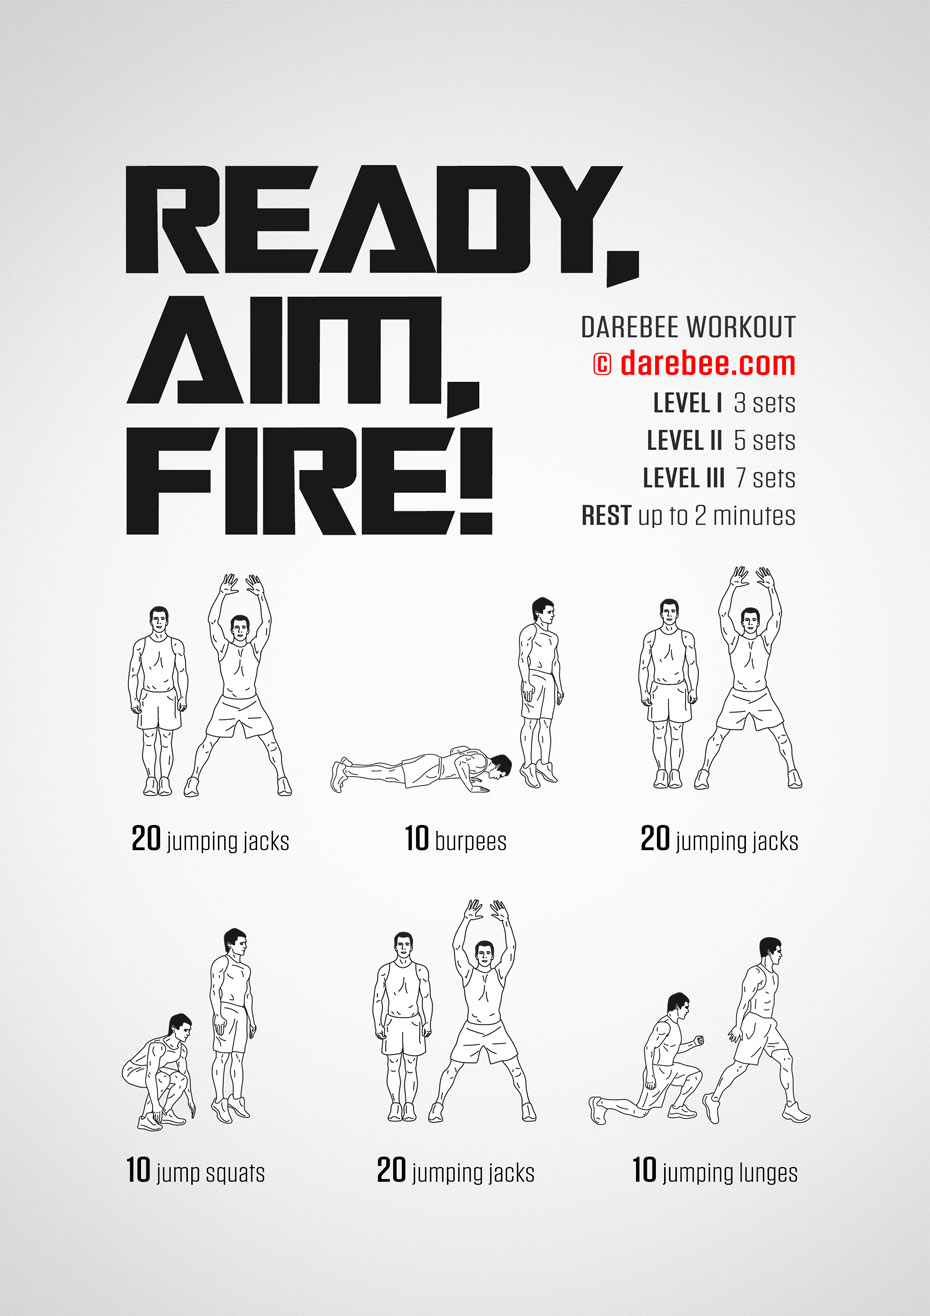 READY,
AIM,
FIRE!
DAREBEE WORKOUT
© darebee.com
LEVEL I 3 sets
LEVEL II 5 sets
LEVEL III 7 sets
REST up to 2 minutes
20 jumping jacks
10 burpees
20 jumping jacks
10 jump squats
20 jumping jacks
10 jumping lunges